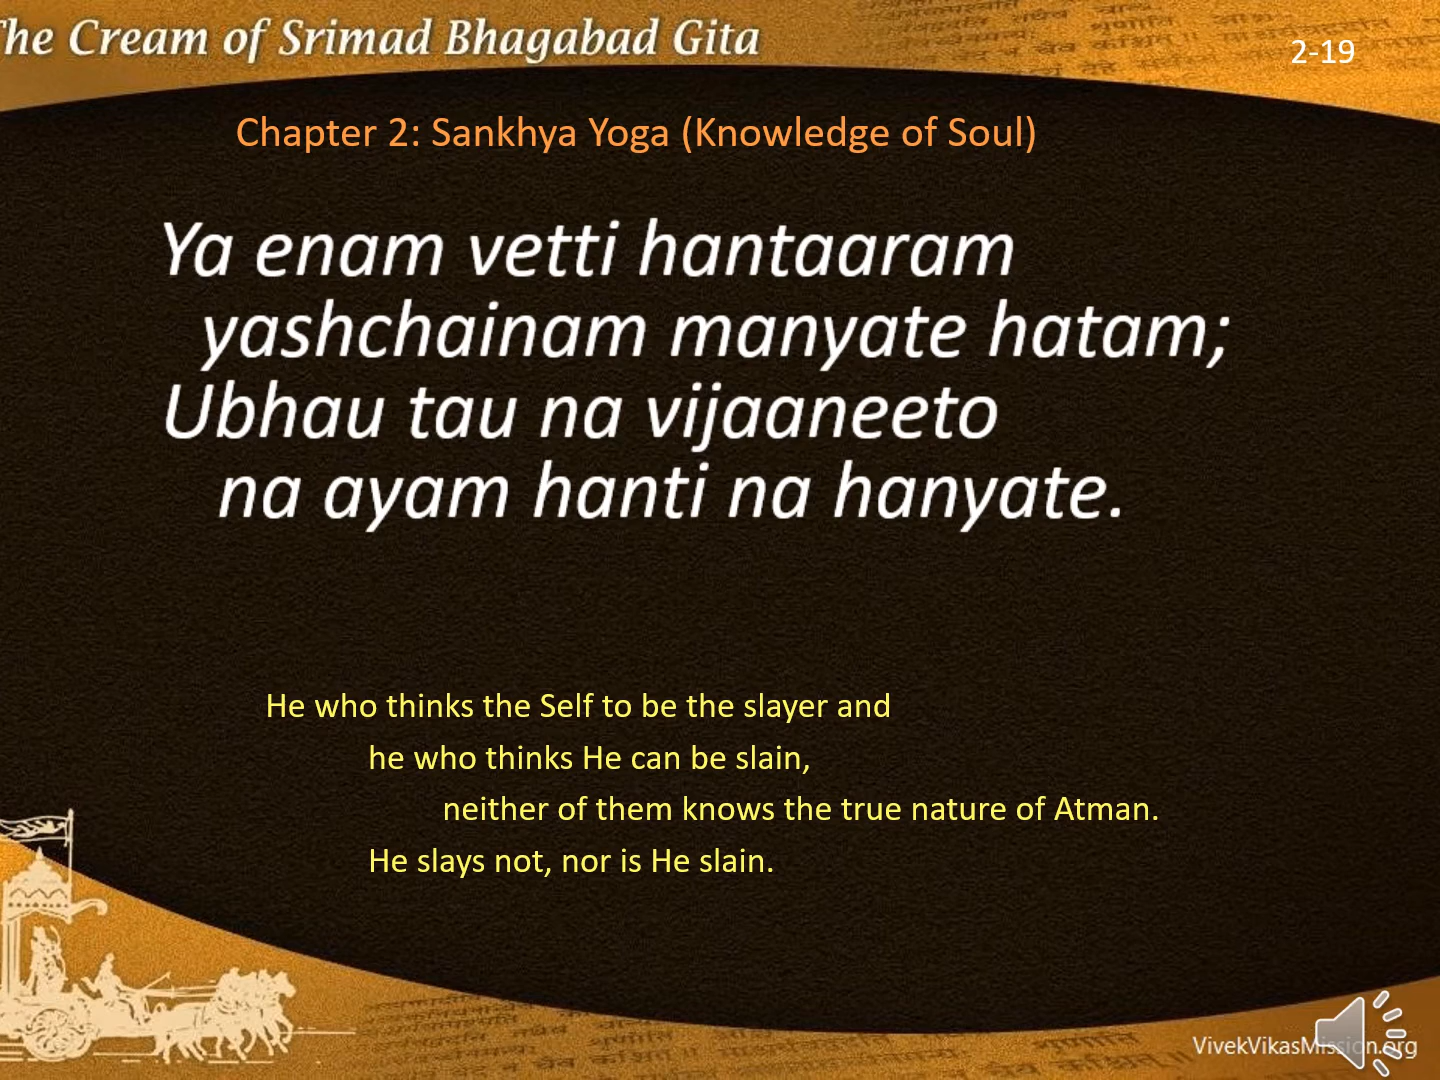 The Cream of Srimad Bhagabad Gita
2-19
Chapter 2: Sankhya Yoga (Knowledge of Soul)
Ya enam vetti hantaaram
yashchainam manyate hatam;
Ubhau tau na vijaaneeto
na ayam hanti na hanyate.
He who thinks the Self to be the slayer and
he who thinks He can be slain,
neither of them knows the true nature of Atman.
He slays not, nor is He slain.
VivekVikasMission.org